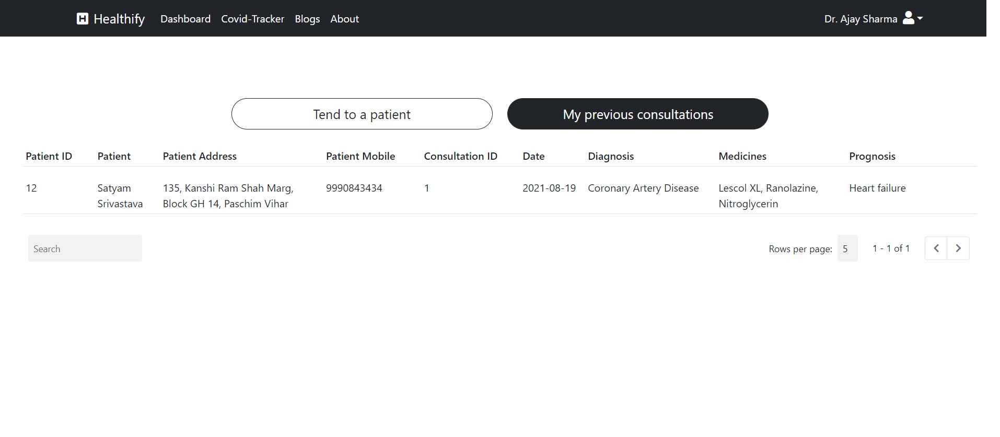 H Healthify Dashboard Covid-Tracker Blogs About Dr. Ajay Sharma
Tend to a patient My previous consultations
Patient ID Patient Patient Address Patient Mobile Consultation ID Date Diagnosis Medicines Prognosis
12 Satyam 135, Kanshi Ram Shah Marg, 9990843434 1 2021-08-19 Coronary Artery Disease Lescol XL, Ranolazine, Heart failure
Srivastava Block GH 14, Paschim Vihar Nitroglycerin
Search Rows per page: 5 1 - 1 of 1